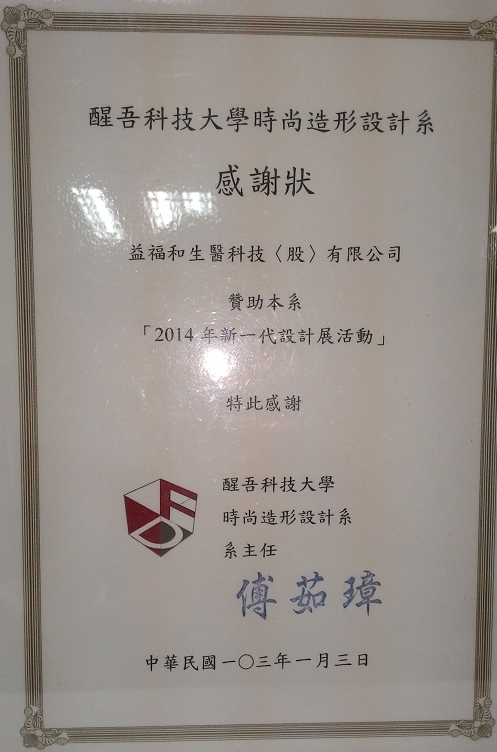 醒吾科技大學時尚造形設計系
感謝狀
益福和生醫科技〈股〉有限公司
贊助本系
「2014 年新一代設計展活動」
特此感謝
醒吾科技大學
時尚造形設計系
系主任
傅茹璋
中華民國一〇三年一月三日